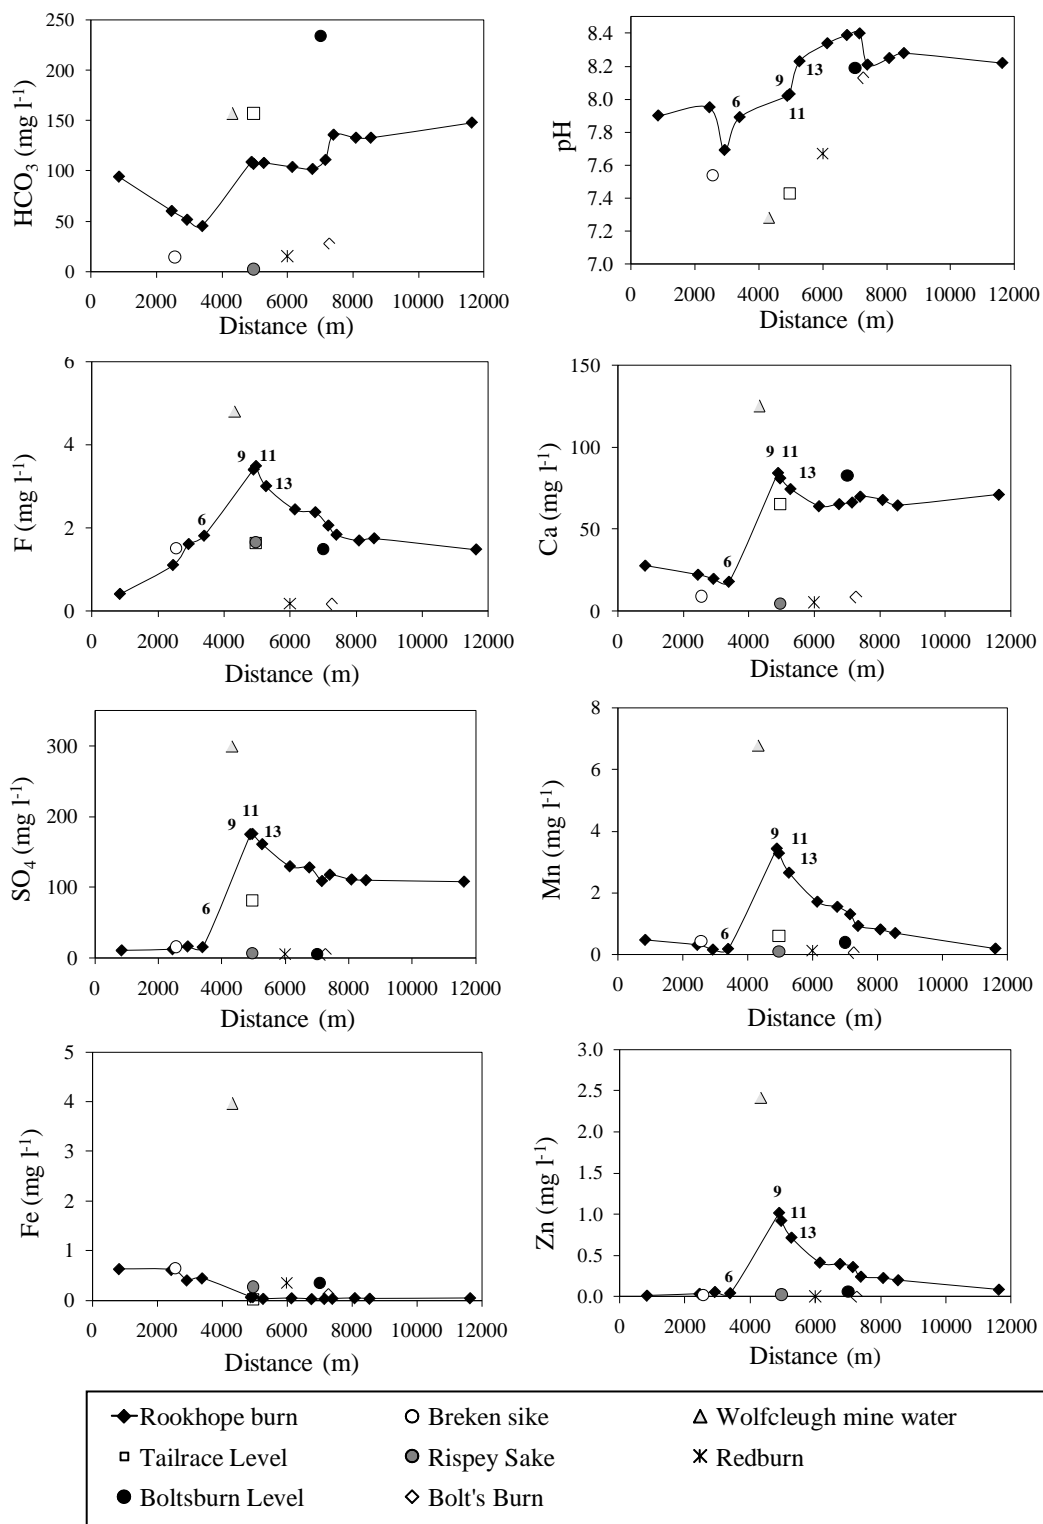 HCO3 (mg l-1)
250
200
150
100
50
0
0 2000 4000 6000 8000 10000 12000
Distance (m)
pH
8.4
8.2
8.0
7.8
7.6
7.4
7.2
7.0
6
9
11
13
0 2000 4000 6000 8000 10000 12000
Distance (m)
F (mg l-1)
6
4
2
0
6
9
11
13
0 2000 4000 6000 8000 10000 12000
Distance (m)
Ca (mg l-1)
150
100
50
0
6
9 11
13
0 2000 4000 6000 8000 10000 12000
Distance (m)
SO4 (mg l-1)
300
200
100
0
6
9
11
13
0 2000 4000 6000 8000 10000 12000
Distance (m)
Mn (mg l-1)
8
6
4
2
0
6
9
11
13
0 2000 4000 6000 8000 10000 12000
Distance (m)
Fe (mg l-1)
5
4
3
2
1
0
6
0 2000 4000 6000 8000 10000 12000
Distance (m)
Zn (mg l-1)
3.0
2.5
2.0
1.5
1.0
0.5
0.0
6
9
11
13
0 2000 4000 6000 8000 10000 12000
Distance (m)
Rookhope burn Breken sike Wolfcleugh mine water
Tailrace Level Rispey Sake Redburn
Boltsburn Level Bolt's Burn